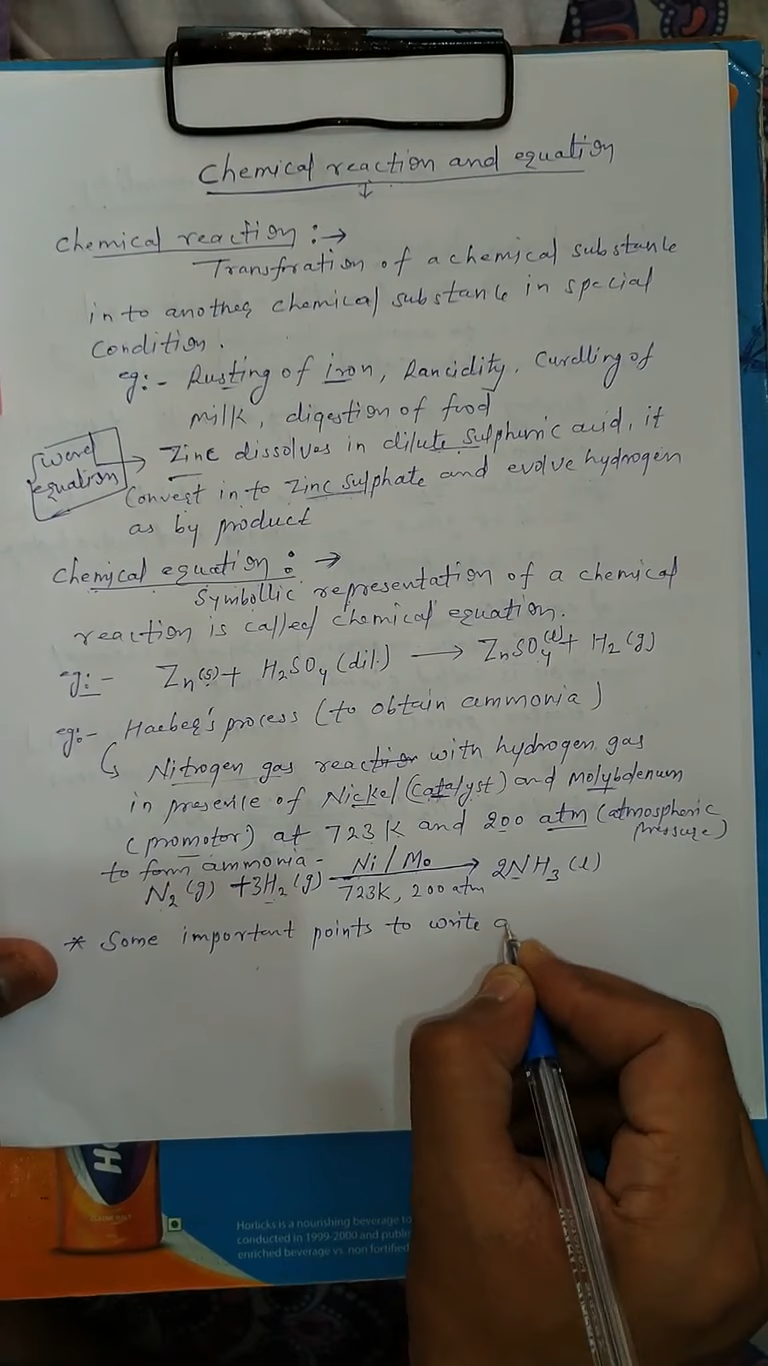 Chemical reaction and equation
Chemical reaction :→
Transfration of a chemical substance
in to another chemical substance in special
Condition.
eg:- Rusting of iron, Rancidity, Curdling of
milk, digestion of food
Word
equation
→ Zinc dissolves in dilute sulphuric acid, it
Convert in to Zinc sulphate and evolve hydrogen
as by product
Chemical equation : →
Symbollic representation of a chemical
reaction is called chemical equation.
eg:- Zn(s) + H2SO4 (dil.) → ZnSO4(l) + H2(g)
eg:- Haeber's process (to obtain ammonia)
Nitrogen gas reaction with hydrogen gas
in presence of Nickel (Catalyst) and Molybdenum
(promotor) at 723 K and 200 atm (atmospheric
pressure)
to form ammonia -
Ni/Mo
N2(g) + 3H2(g) → 2NH3(l)
723K, 200 atm
* Some important points to write a
Horlicks is a nourishing beverage to
conducted in 1999-2000 and publi
enriched beverage vs. non fortified